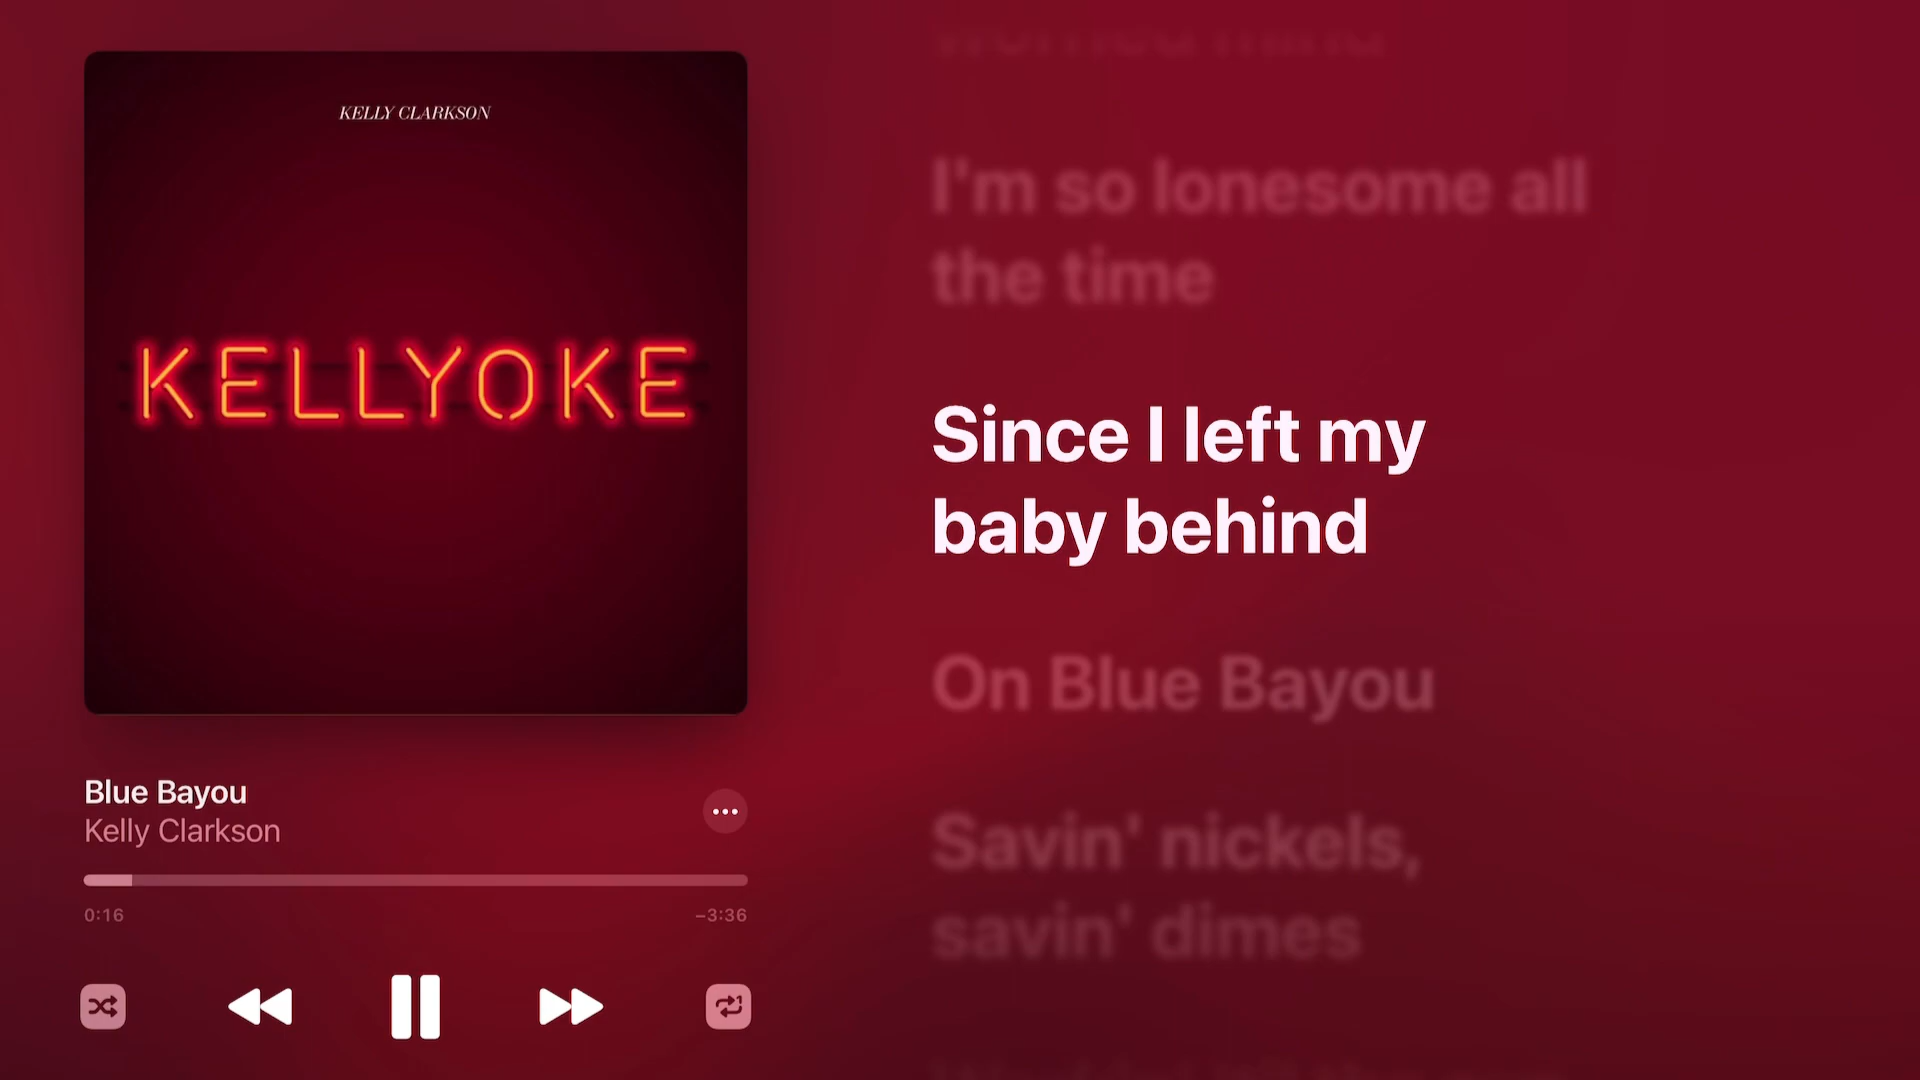 KELLY CLARKSON
KELLYOKE
Blue Bayou
Kelly Clarkson
0:16
−3:36
1
I'm so lonesome all
the time
Since I left my
baby behind
On Blue Bayou
Savin' nickels,
savin' dimes